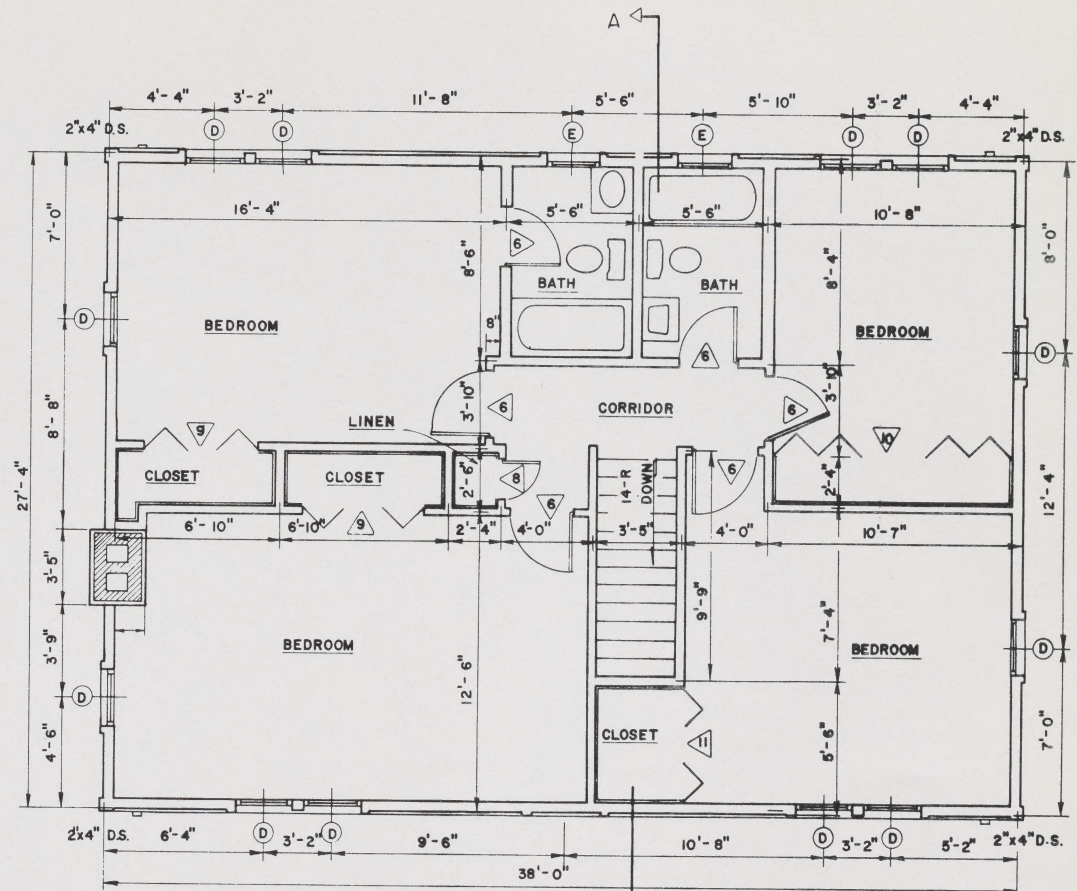 A
4'-4" 3'-2" 11'-8" 5'-6" 5'-10" 3'-2" 4'-4"
2"x4" D.S. D D E E D D 2"x4" D.S.
16'-4" 5'-6" 5'-6" 10'-8"
7'-0"
8'-6"
8'-4"
8'-0"
6
BATH BATH
D BEDROOM 8" BEDROOM D
6
LINEN 3'-10" 6 CORRIDOR 6 3'-10"
9 10
8'-8"
CLOSET CLOSET 2'-6" 8 6 14-R DOWN 6 2'-4"
27'-4"
12'-4"
6'-10" 6'-10" 9 2'-4" 4'-0" 3'-5" 4'-0" 10'-7"
3'-5"
9'-9"
7'-4"
BEDROOM BEDROOM D
3'-9"
12'-6"
D
CLOSET 11
5'-6"
4'-6"
7'-0"
2'x4" D.S. 6'-4" D 3'-2" D 9'-6" 10'-8" D 3'-2" D 5'-2" 2"x4" D.S.
38'-0"